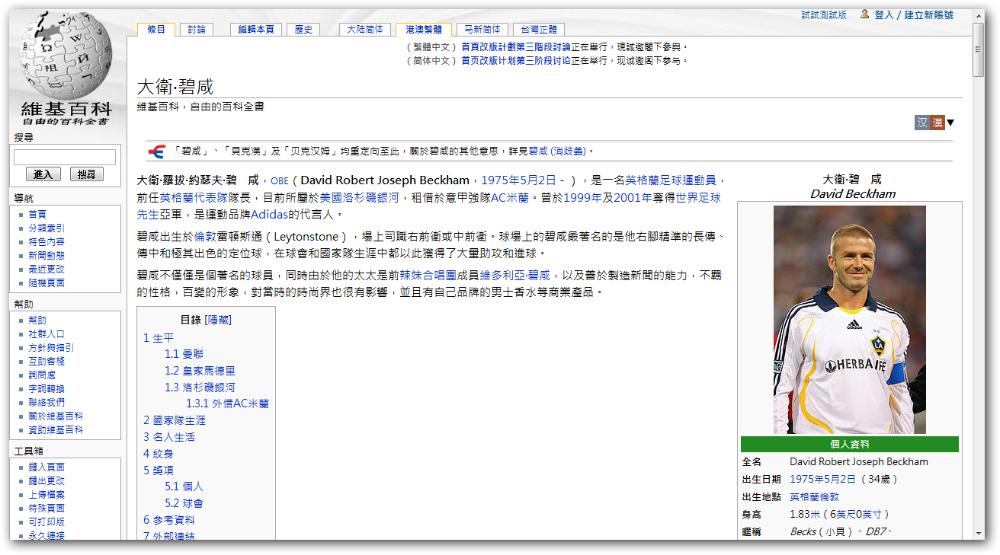 試試測試版 登入 / 建立新賬號
條目 討論 編輯本頁 歷史 大陆简体 港澳繁體 马新简体 台灣正體
(繁體中文) 首頁改版計劃第三階段討論正在舉行，現誠邀閣下參與。
(简体中文) 首页改版计划第三阶段讨论正在举行，现诚邀阁下参与。
維基百科
自由的百科全書
大衛·碧咸
維基百科，自由的百科全書
汉 漢
「碧咸」、「貝克漢」及「贝克汉姆」均重定向至此，關於碧咸的其他意思，詳見碧咸 (消歧義)。
大衛·羅拔·約瑟夫·碧　咸，OBE（David Robert Joseph Beckham，1975年5月2日－），是一名英格蘭足球運動員，
前任英格蘭代表隊隊長，目前所屬於美國洛杉磯銀河，租借於意甲強隊AC米蘭。曾於1999年及2001年奪得世界足球
先生亞軍，是運動品牌Adidas的代言人。
碧咸出生於倫敦雷頓斯通（Leytonstone），場上司職右前衛或中前衛。球場上的碧咸最著名的是他右腳精準的長傳、
傳中和極其出色的定位球，在球會和國家隊生涯中都以此獲得了大量助攻和進球。
碧咸不僅僅是個著名的球員，同時由於他的太太是前辣妹合唱團成員維多利亞·碧咸，以及善於製造新聞的能力，不羈
的性格，百變的形象，對當時的時尚界也很有影響，並且有自己品牌的男士香水等商業產品。
目錄 [隱藏]
1 生平
1.1 曼聯
1.2 皇家馬德里
1.3 洛杉磯銀河
1.3.1 外借AC米蘭
2 國家隊生涯
3 名人生活
4 紋身
5 獎項
5.1 個人
5.2 球會
6 參考資料
7 外部連結
大衛·碧　咸
David Beckham
adidas
LA
HERBALIFE
個人資料
全名 David Robert Joseph Beckham
出生日期 1975年5月2日（34歲）
出生地點 英格蘭倫敦
身高 1.83米（6英尺0英寸）
暱稱 Becks（小貝）、DB7、
搜尋
進入 搜尋
導航
首頁
分類索引
特色內容
新聞動態
最近更改
隨機頁面
幫助
幫助
社群入口
方針與指引
互助客棧
詢問處
字詞轉換
聯絡我們
關於維基百科
資助維基百科
工具箱
鏈入頁面
鏈出更改
上傳檔案
特殊頁面
可打印版
永久連接